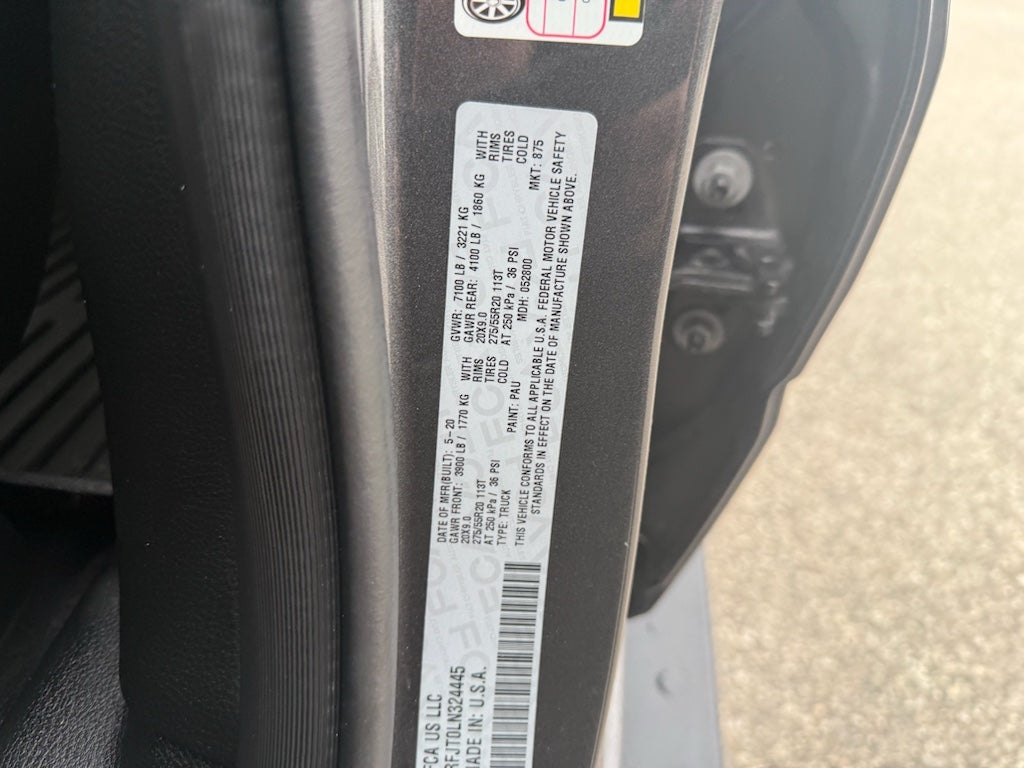 FCA US LLC
DATE OF MFR(BUILT): 5-20
GVWR: 7100 LB / 3221 KG
GAWR FRONT: 3900 LB / 1770 KG WITH
20X9.0 RIMS
275/55R20 113T TIRES
AT 250 kPa / 36 PSI COLD
GAWR REAR: 4100 LB / 1860 KG WITH
20X9.0 RIMS
275/55R20 113T TIRES
AT 250 kPa / 36 PSI COLD
TYPE: TRUCK
PAINT: PAU
MDH: 052800
MKT: 875
THIS VEHICLE CONFORMS TO ALL APPLICABLE U.S.A. FEDERAL MOTOR VEHICLE SAFETY
STANDARDS IN EFFECT ON THE DATE OF MANUFACTURE SHOWN ABOVE.
RFJT0LN324445
MADE IN: U.S.A.